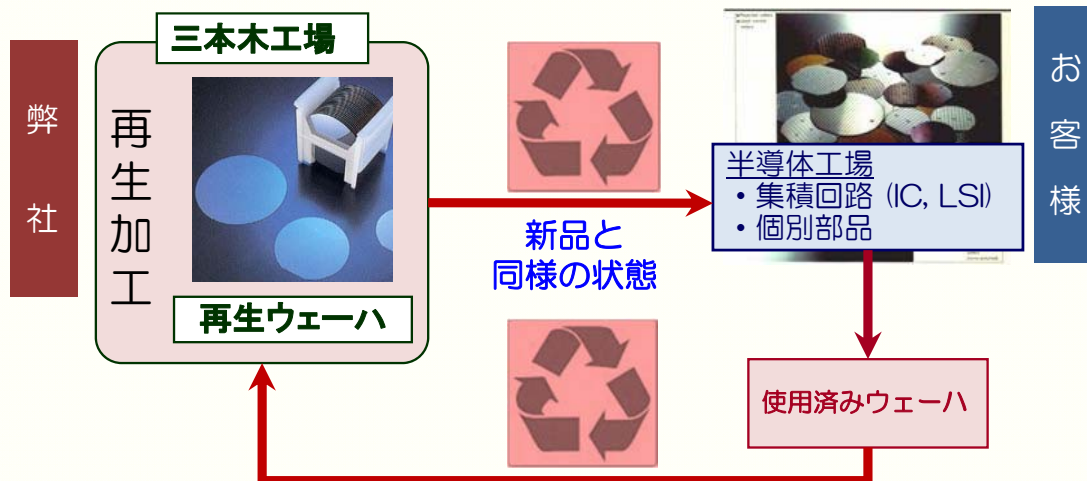 弊社
三本木工場
再生加工
再生ウェーハ
新品と
同様の状態
お客様
半導体工場
・集積回路 (IC, LSI)
・個別部品
使用済みウェーハ